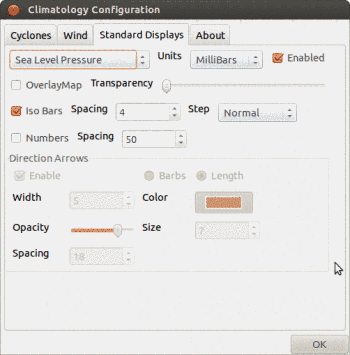 Climatology Configuration
Cyclones Wind Standard Displays About
Sea Level Pressure Units MilliBars Enabled
OverlayMap Transparency
Iso Bars Spacing 4 Step Normal
Numbers Spacing 50
Direction Arrows
Enable Barbs Length
Width 5 Color
Opacity Size
Spacing 18
OK